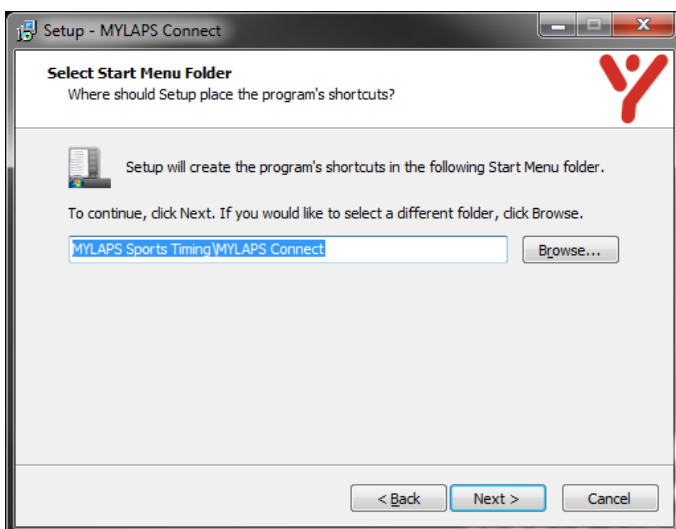 Setup - MYLAPS Connect
Select Start Menu Folder
Where should Setup place the program's shortcuts?
Setup will create the program's shortcuts in the following Start Menu folder.
To continue, click Next. If you would like to select a different folder, click Browse.
MYLAPS Sports Timing\MYLAPS Connect
Browse...
< Back
Next >
Cancel